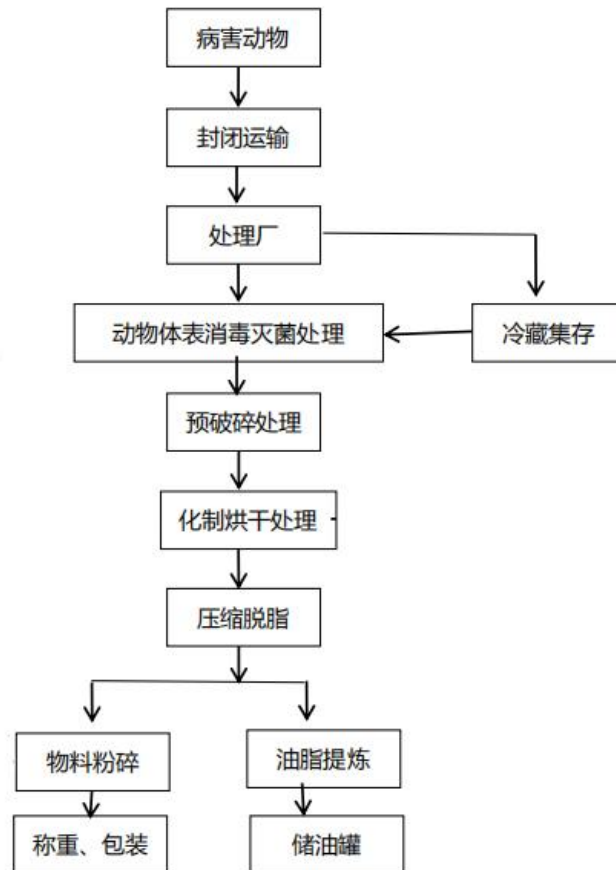 病害动物
封闭运输
处理厂
动物体表消毒灭菌处理
冷藏集存
预破碎处理
化制烘干处理
压缩脱脂
物料粉碎
油脂提炼
称重、包装
储油罐